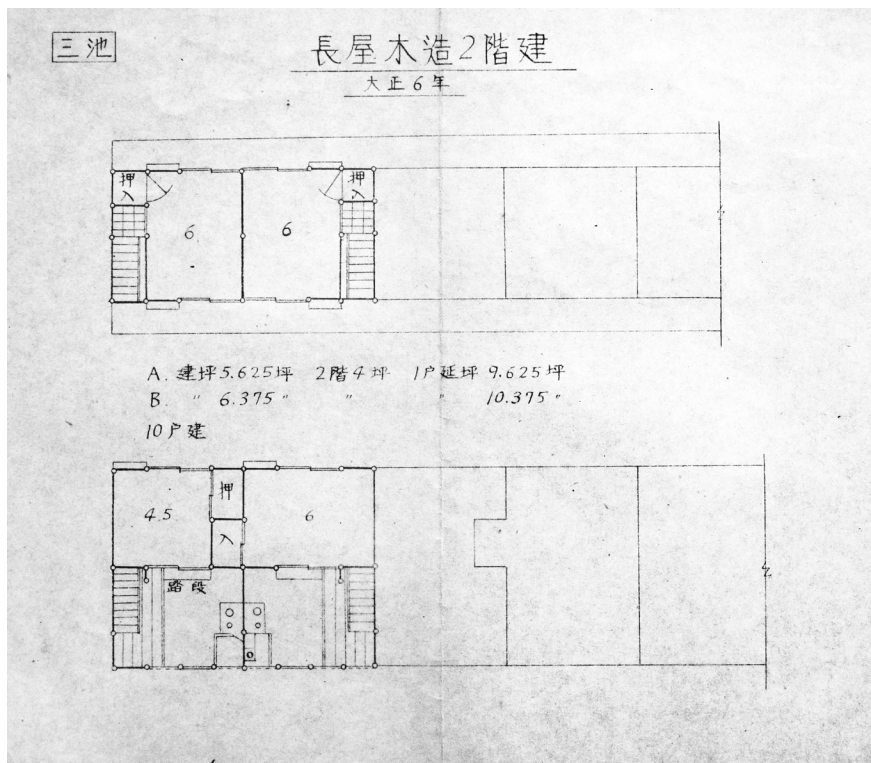 三池
長屋木造2階建
大正6年
押入
押入
6
6
A. 建坪5.625坪 2階4坪 1戸延坪 9.625坪
B. 〃 6.375〃 〃 〃 10.375〃
10戸建
押入
4.5
6
踏段